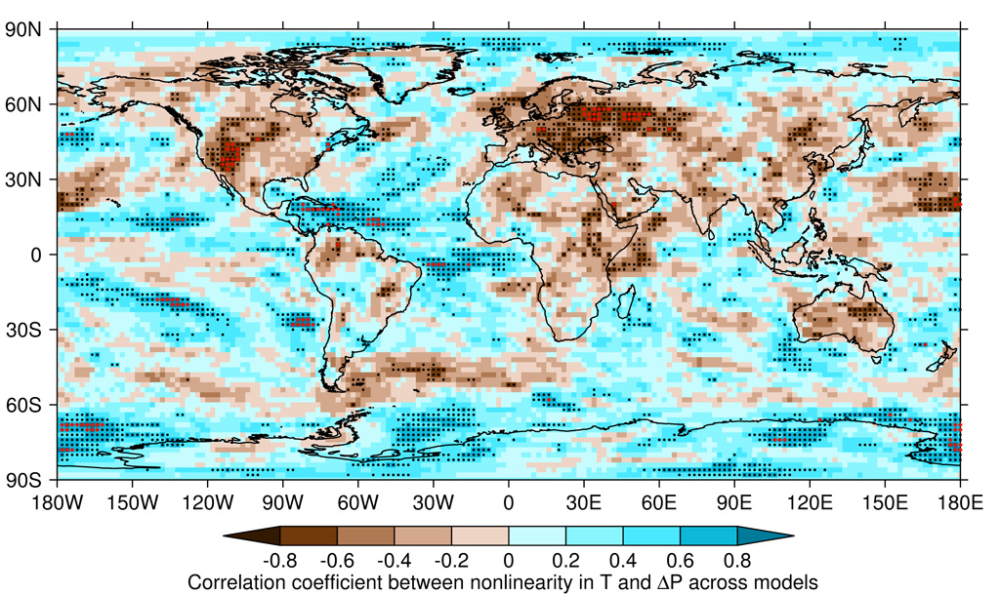 90N
60N
30N
0
30S
60S
90S
180W 150W 120W 90W 60W 30W 0 30E 60E 90E 120E 150E 180E
-0.8 -0.6 -0.4 -0.2 0 0.2 0.4 0.6 0.8
Correlation coefficient between nonlinearity in T and ΔP across models